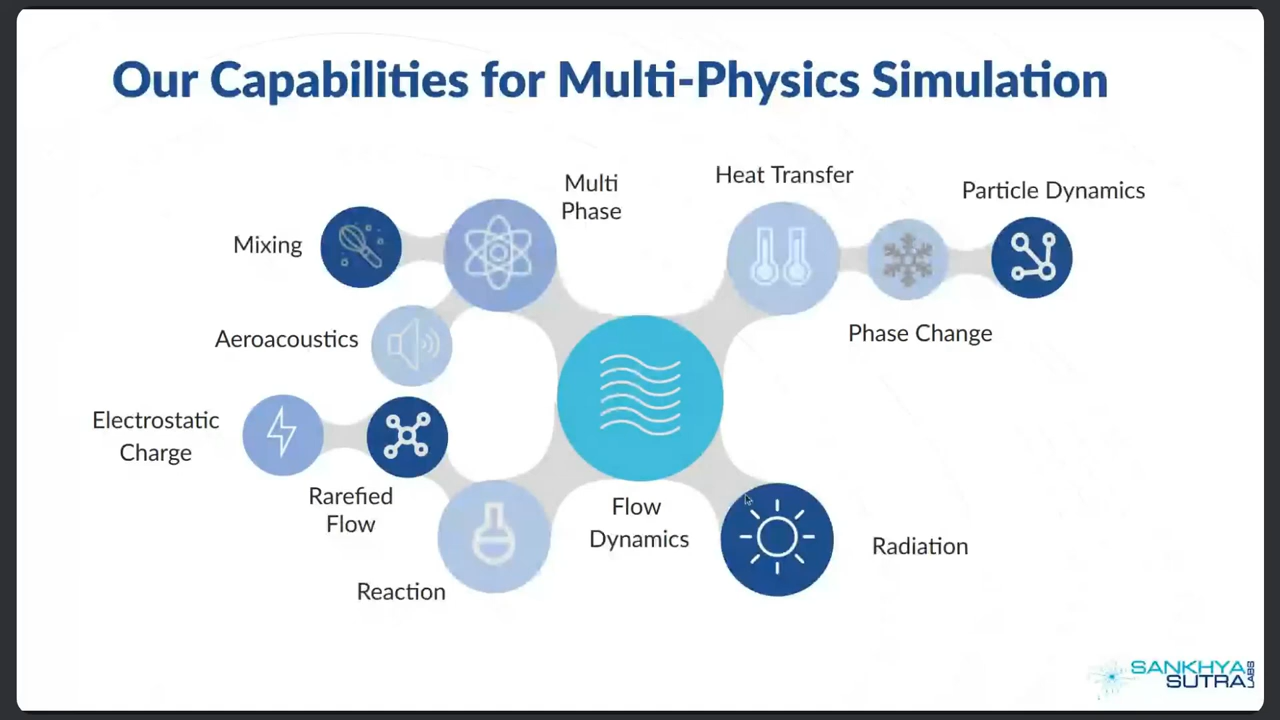 Our Capabilities for Multi-Physics Simulation
Multi
Phase
Heat Transfer
Particle Dynamics
Mixing
Aeroacoustics
Phase Change
Electrostatic
Charge
Rarefied
Flow
Flow
Dynamics
Radiation
Reaction
SANKHYA
SUTRA
LABS